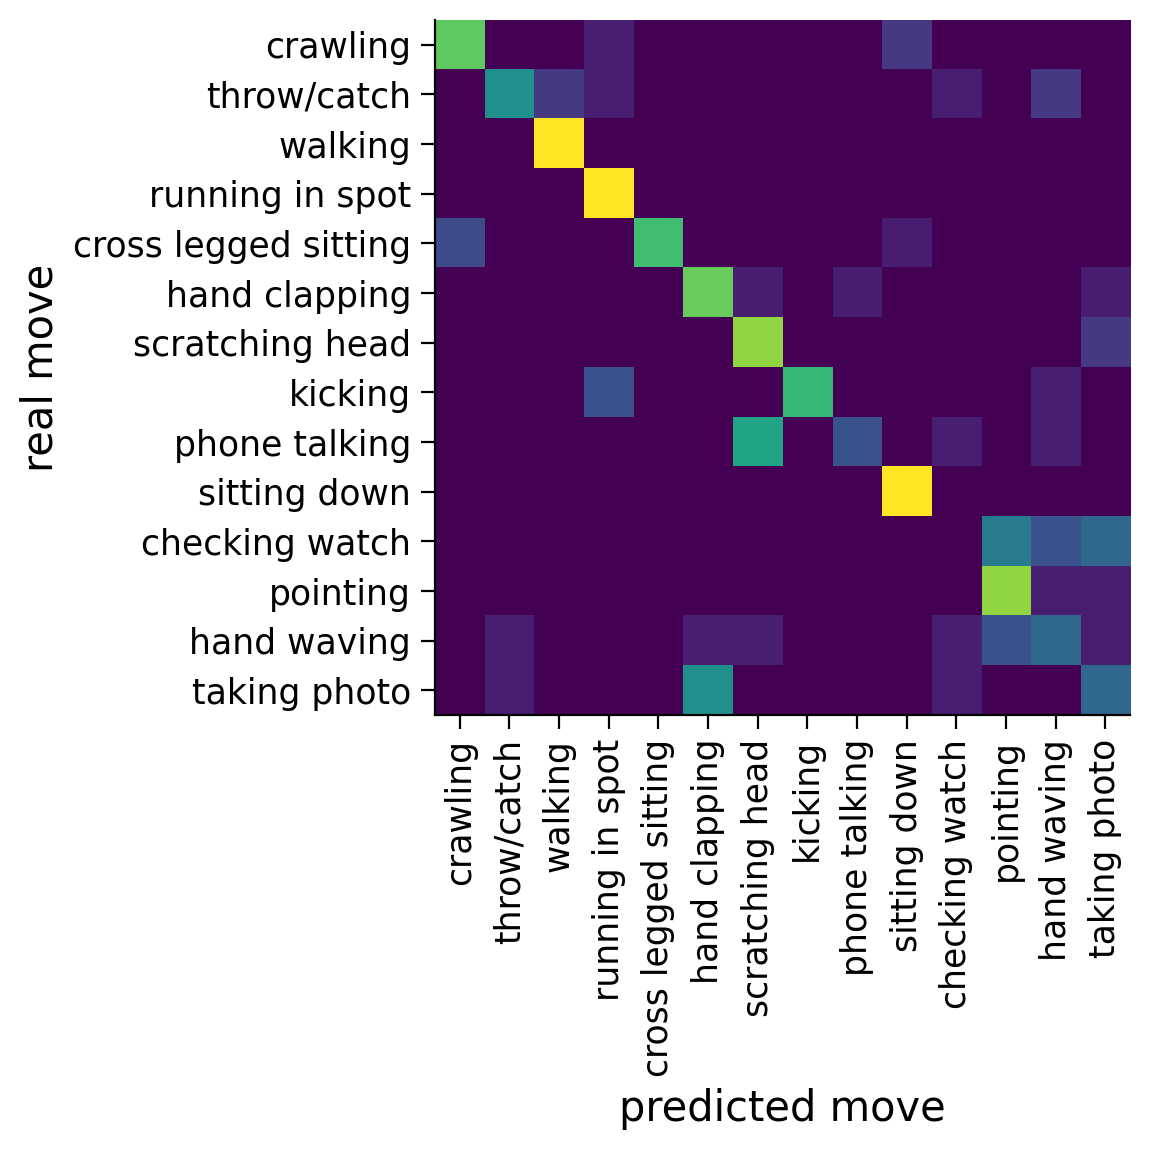 crawling
throw/catch
walking
running in spot
cross legged sitting
hand clapping
scratching head
kicking
phone talking
sitting down
checking watch
pointing
hand waving
taking photo
real move
crawling
throw/catch
walking
running in spot
cross legged sitting
hand clapping
scratching head
kicking
phone talking
sitting down
checking watch
pointing
hand waving
taking photo
predicted move